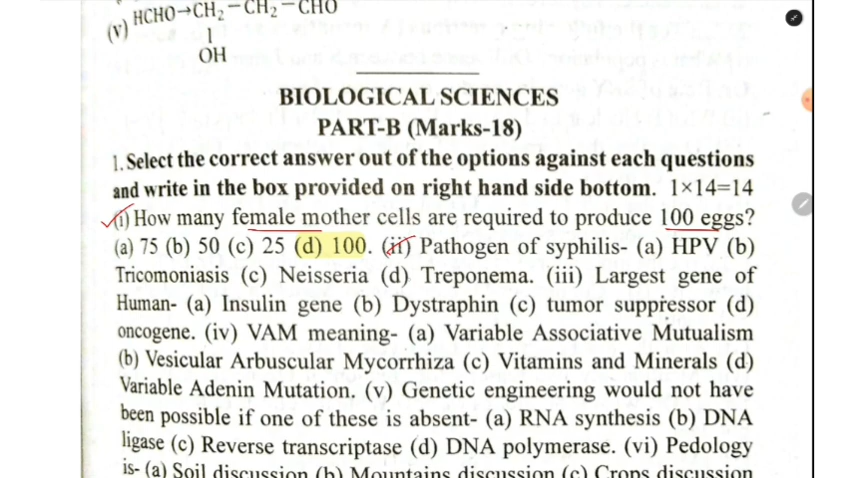 (v) HCHO→CH₂−CH₂−CHO
|
OH
BIOLOGICAL SCIENCES
PART-B (Marks-18)
1. Select the correct answer out of the options against each questions
and write in the box provided on right hand side bottom. 1×14=14
(i) How many female mother cells are required to produce 100 eggs?
(a) 75 (b) 50 (c) 25 (d) 100. (ii) Pathogen of syphilis- (a) HPV (b)
Tricomoniasis (c) Neisseria (d) Treponema. (iii) Largest gene of
Human- (a) Insulin gene (b) Dystraphin (c) tumor suppressor (d)
oncogene. (iv) VAM meaning- (a) Variable Associative Mutualism
(b) Vesicular Arbuscular Mycorrhiza (c) Vitamins and Minerals (d)
Variable Adenin Mutation. (v) Genetic engineering would not have
been possible if one of these is absent- (a) RNA synthesis (b) DNA
ligase (c) Reverse transcriptase (d) DNA polymerase. (vi) Pedology
is- (a) Soil discussion (b) Mountains discussion (c) Crops discussion